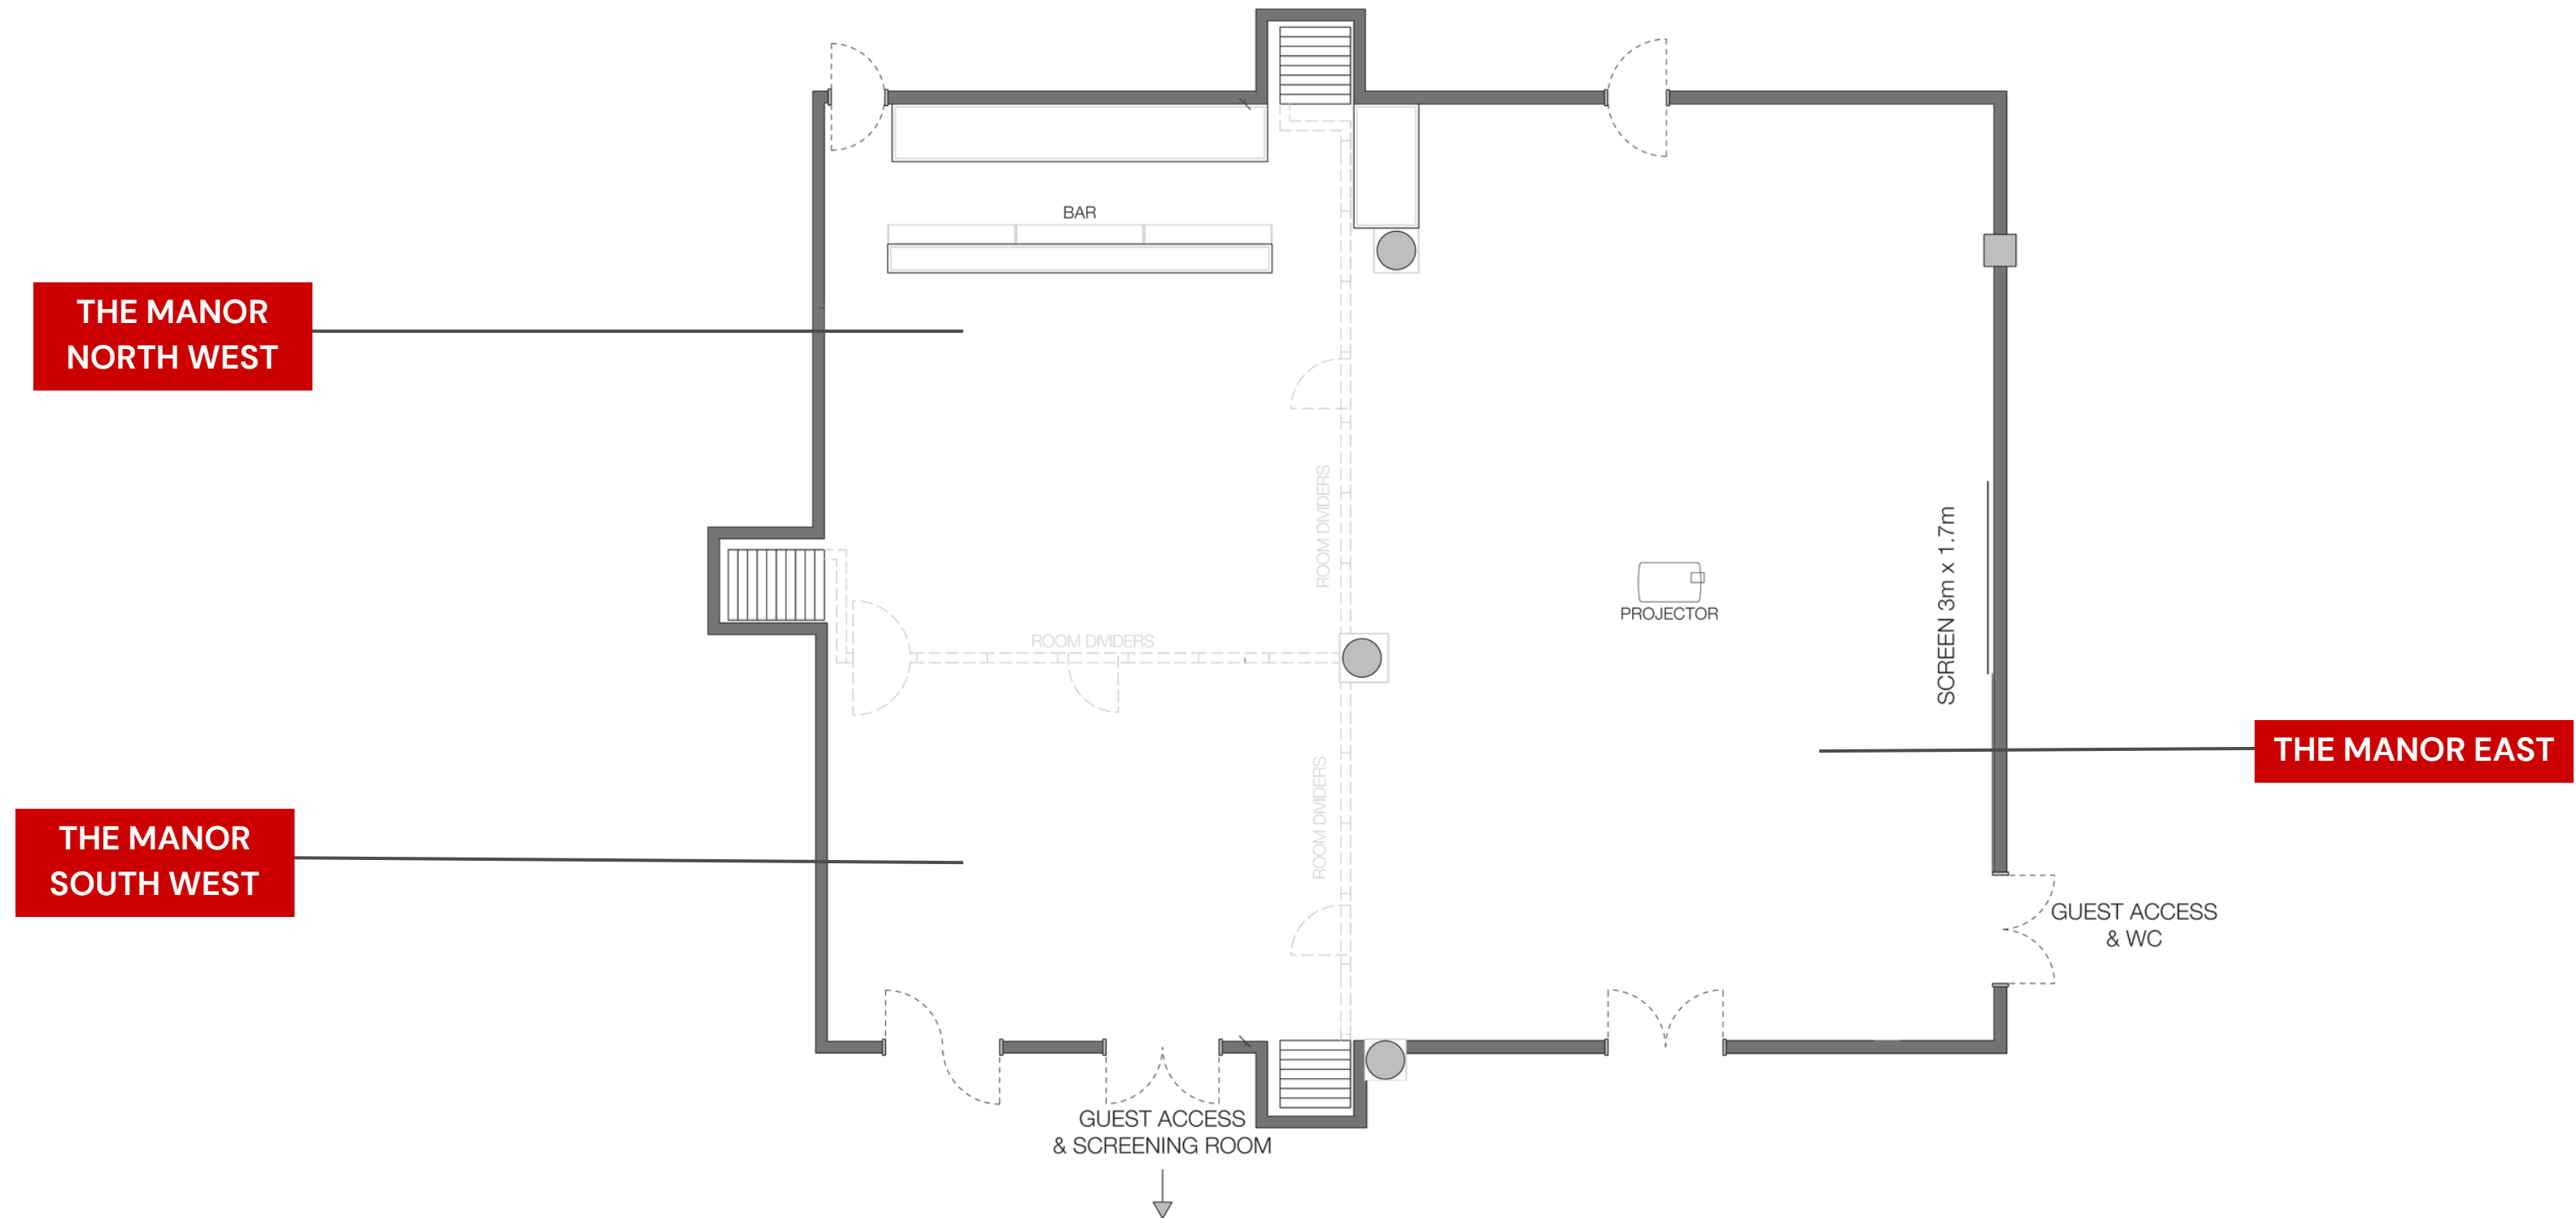 BAR
THE MANOR
NORTH WEST
ROOM DIVIDERS
SCREEN 3m x 1.7m
PROJECTOR
ROOM DIVIDERS
THE MANOR EAST
ROOM DIVIDERS
THE MANOR
SOUTH WEST
GUEST ACCESS
& WC
GUEST ACCESS
& SCREENING ROOM